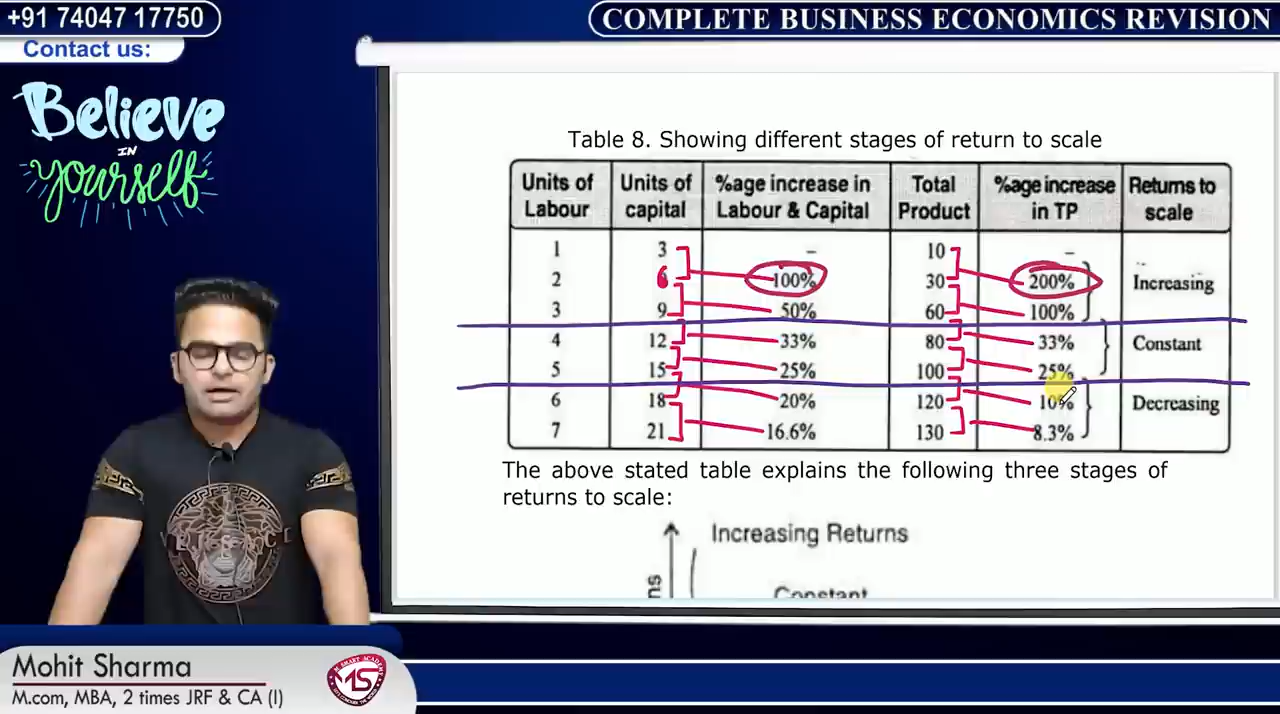 +91 74047 17750
Contact us:
COMPLETE BUSINESS ECONOMICS REVISION
Believe
IN
yourself
Table 8. Showing different stages of return to scale
Units of Labour | Units of capital | %age increase in Labour & Capital | Total Product | %age increase in TP | Returns to scale
1 3 – 10 –
2 6 100% 30 200% Increasing
3 9 50% 60 100%
4 12 33% 80 33% Constant
5 15 25% 100 25%
6 18 20% 120 10% Decreasing
7 21 16.6% 130 8.3%
The above stated table explains the following three stages of
returns to scale:
Increasing Returns
Constant
Mohit Sharma
M.com, MBA, 2 times JRF & CA (I)
M SMART ACADEMY
MS